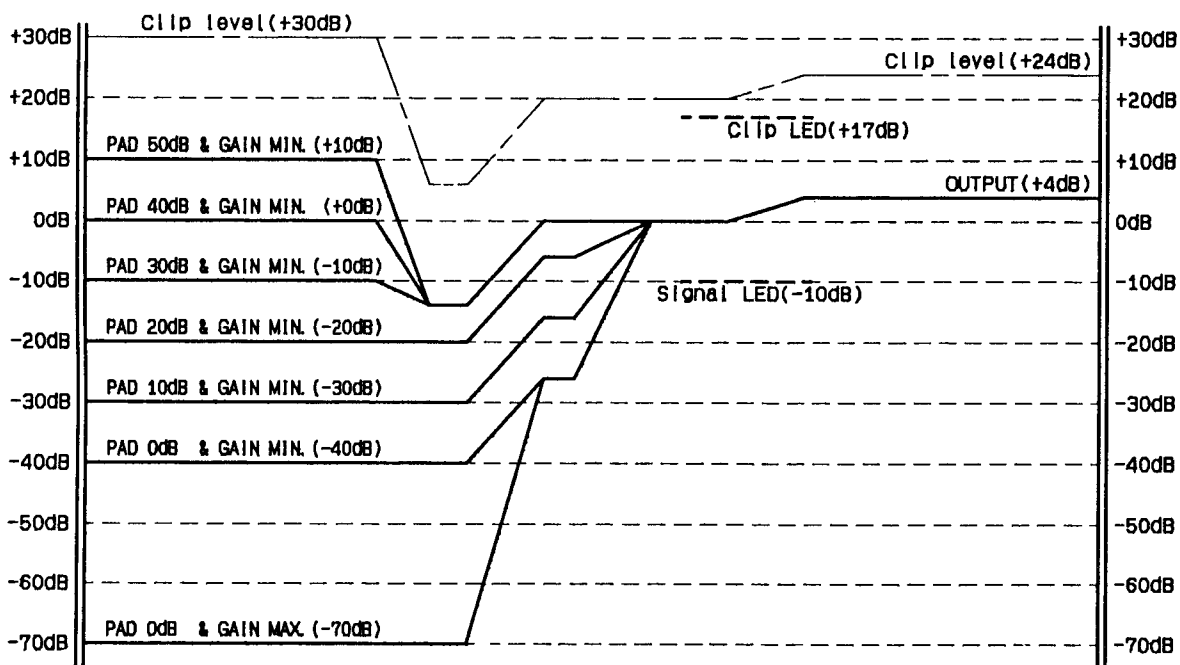 Clip level(+30dB)
+30dB
+30dB
Clip level(+24dB)
+20dB
+20dB
Clip LED(+17dB)
PAD 50dB & GAIN MIN. (+10dB)
+10dB
+10dB
OUTPUT(+4dB)
PAD 40dB & GAIN MIN. (+0dB)
0dB
0dB
PAD 30dB & GAIN MIN. (-10dB)
-10dB
-10dB
Signal LED(-10dB)
PAD 20dB & GAIN MIN. (-20dB)
-20dB
-20dB
PAD 10dB & GAIN MIN. (-30dB)
-30dB
-30dB
PAD 0dB & GAIN MIN. (-40dB)
-40dB
-40dB
-50dB
-50dB
-60dB
-60dB
PAD 0dB & GAIN MAX. (-70dB)
-70dB
-70dB